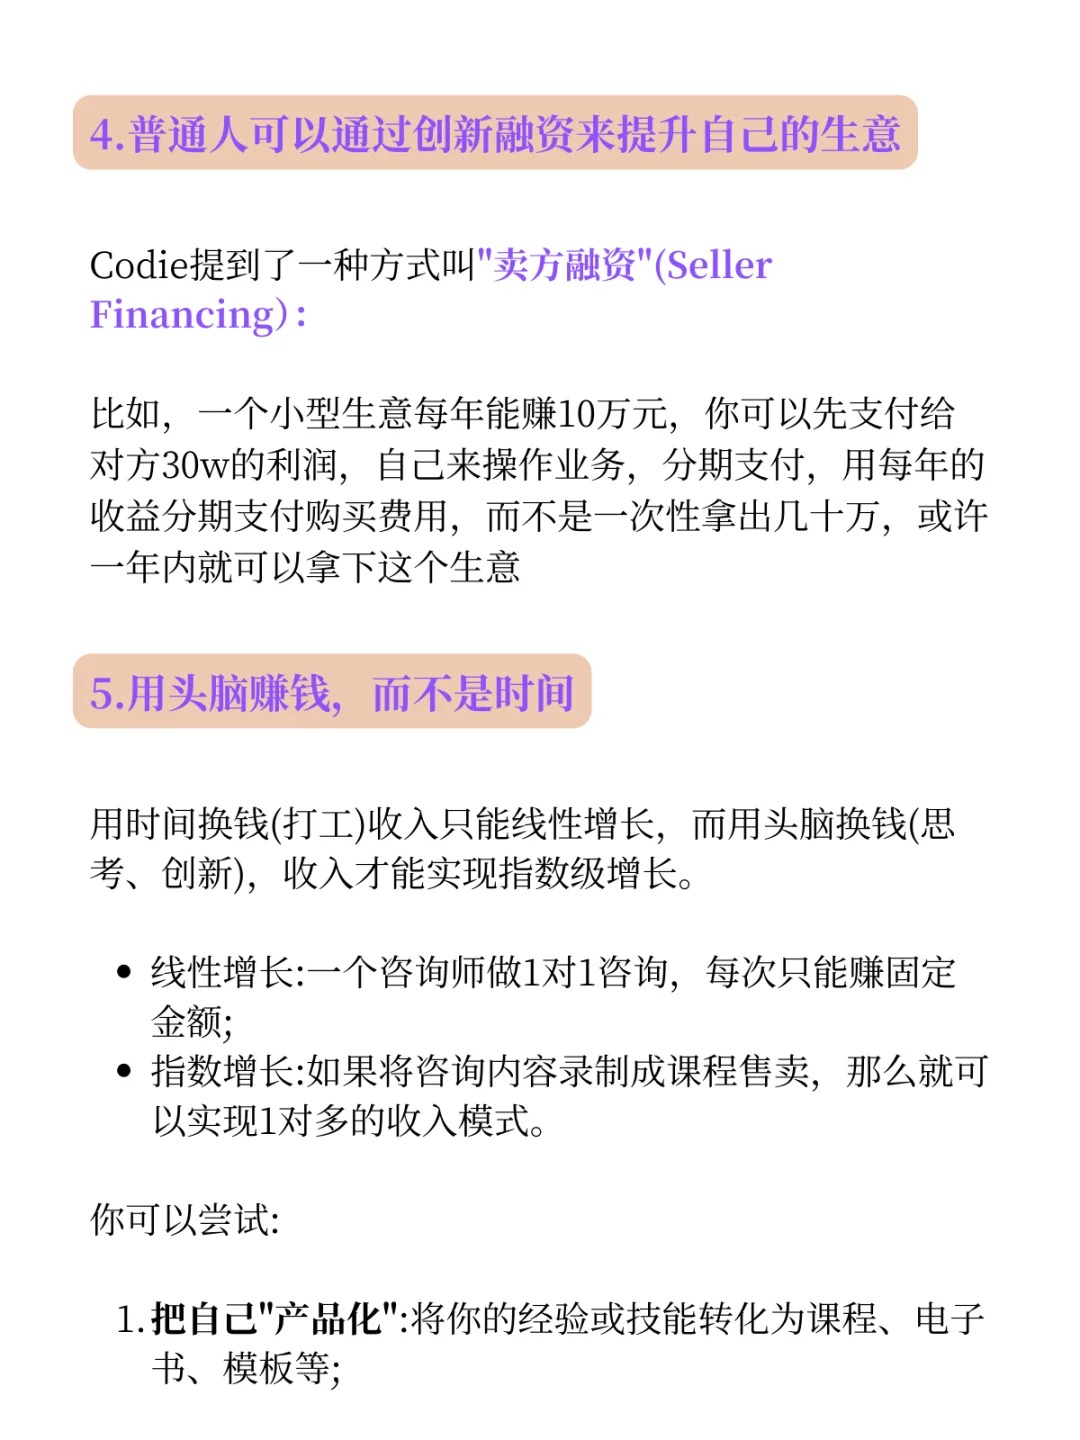 4.普通人可以通过创新融资来提升自己的生意
Codie提到了一种方式叫"卖方融资"(Seller
Financing)：
比如，一个小型生意每年能赚10万元，你可以先支付给
对方30w的利润，自己来操作业务，分期支付，用每年的
收益分期支付购买费用，而不是一次性拿出几十万，或许
一年内就可以拿下这个生意
5.用头脑赚钱，而不是时间
用时间换钱(打工)收入只能线性增长，而用头脑换钱(思
考、创新)，收入才能实现指数级增长。
• 线性增长:一个咨询师做1对1咨询，每次只能赚固定
金额;
• 指数增长:如果将咨询内容录制成课程售卖，那么就可
以实现1对多的收入模式。
你可以尝试:
1. 把自己"产品化":将你的经验或技能转化为课程、电子
书、模板等;